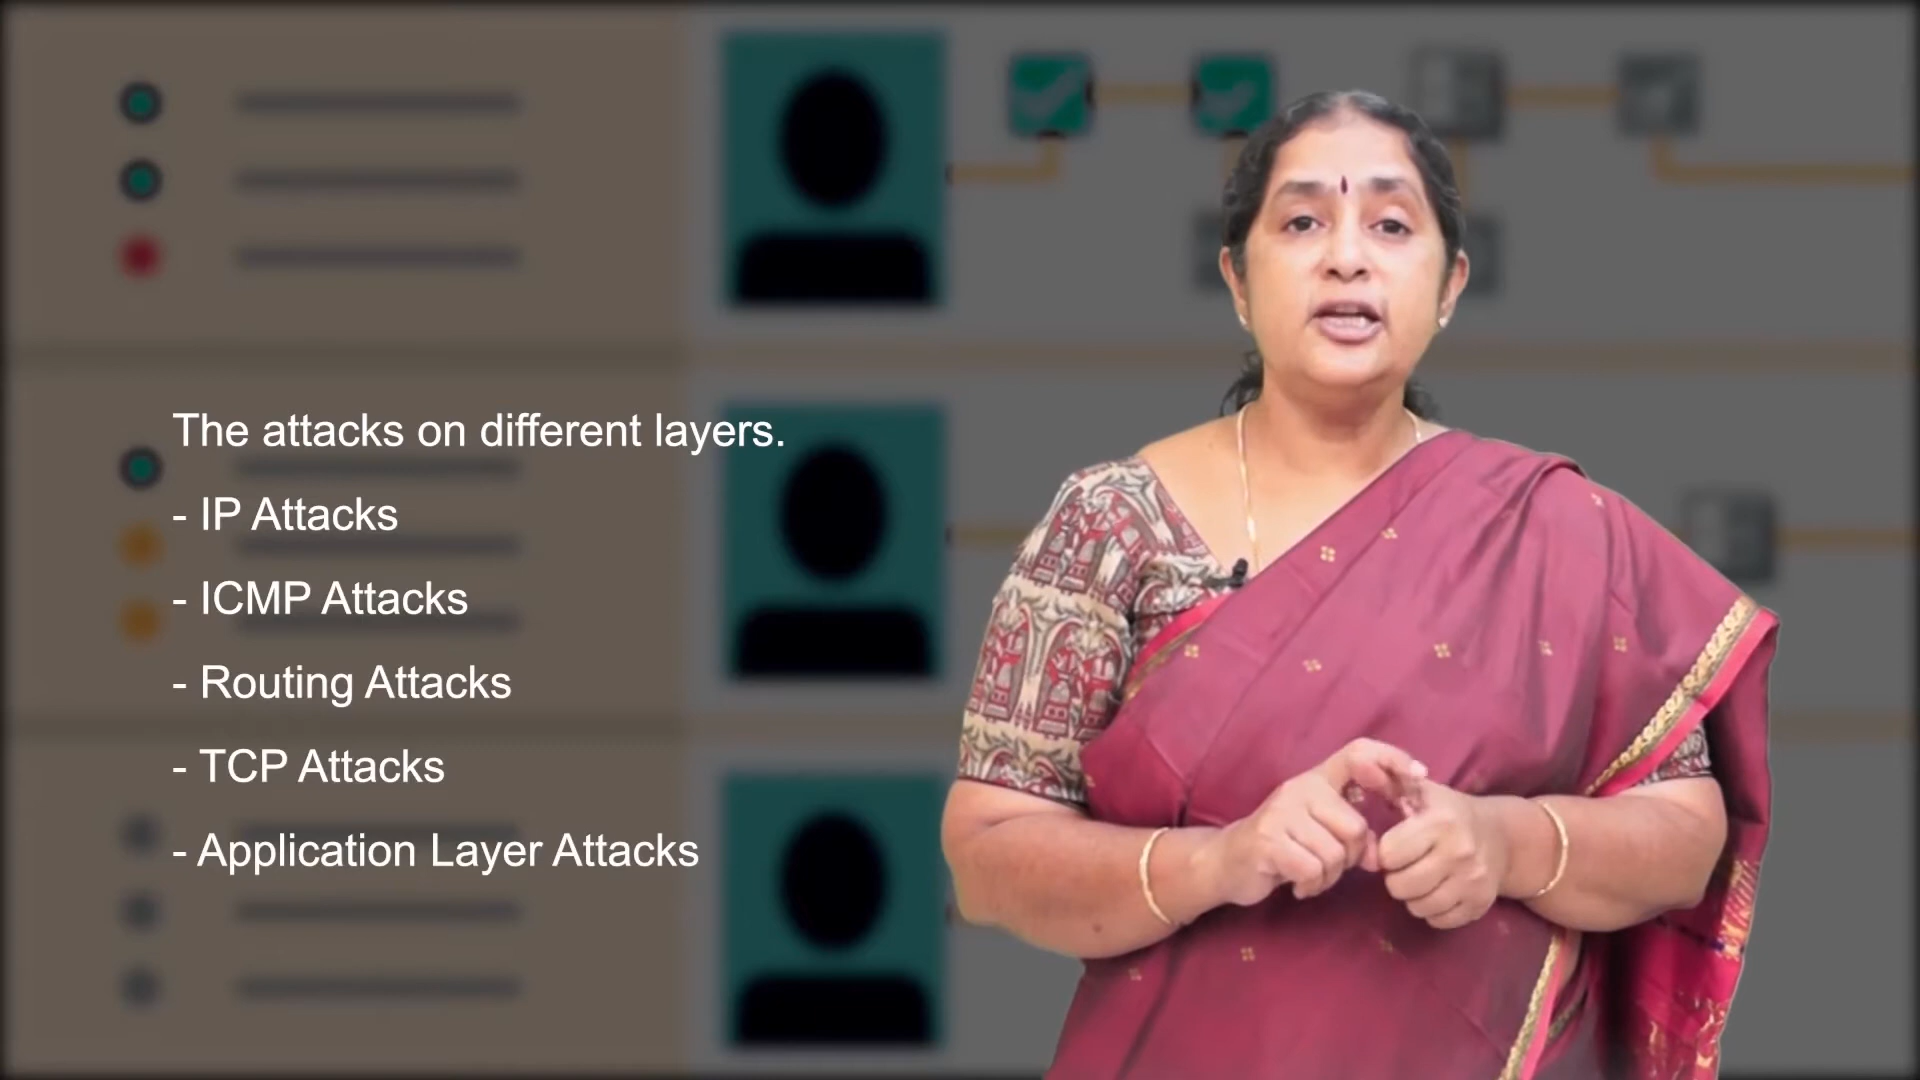 The attacks on different layers.
- IP Attacks
- ICMP Attacks
- Routing Attacks
- TCP Attacks
- Application Layer Attacks